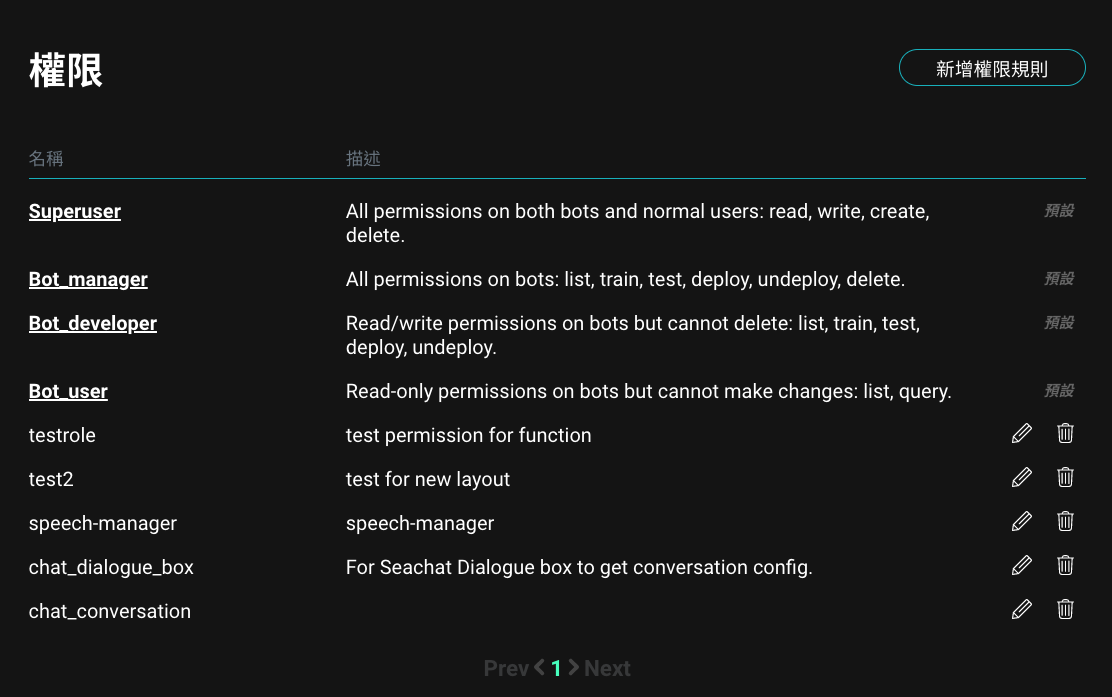 權限
新增權限規則
名稱 描述
Superuser All permissions on both bots and normal users: read, write, create, 預設
delete.
Bot_manager All permissions on bots: list, train, test, deploy, undeploy, delete. 預設
Bot_developer Read/write permissions on bots but cannot delete: list, train, test, 預設
deploy, undeploy.
Bot_user Read-only permissions on bots but cannot make changes: list, query. 預設
testrole test permission for function
test2 test for new layout
speech-manager speech-manager
chat_dialogue_box For Seachat Dialogue box to get conversation config.
chat_conversation
Prev 1 Next